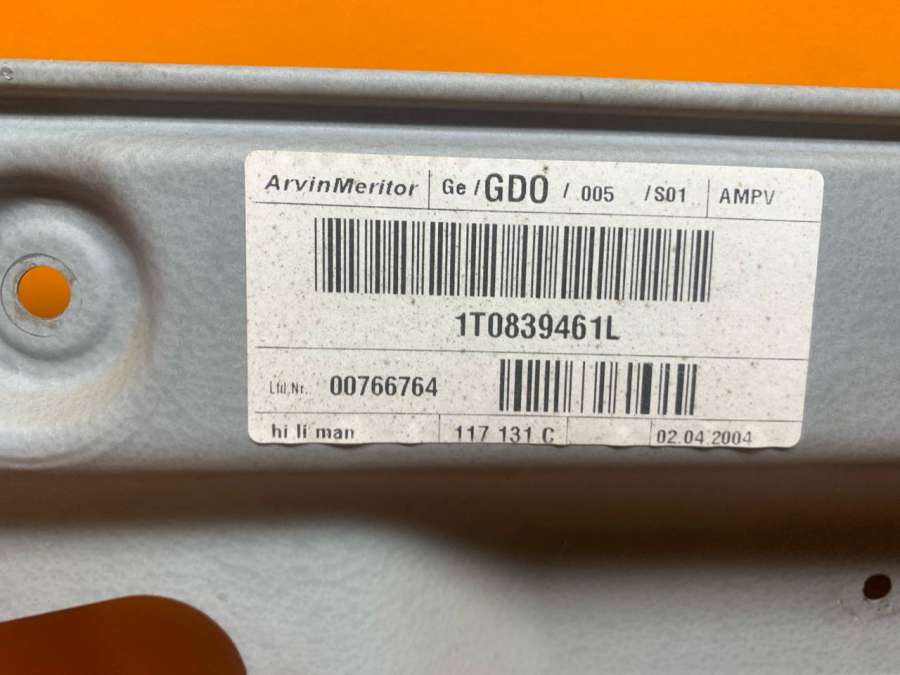 ArvinMeritor Ge / GDO / 005 / S01 AMPV
1T0839461L
Lfd.Nr. 00766764
hi li man 117 131 C 02.04.2004